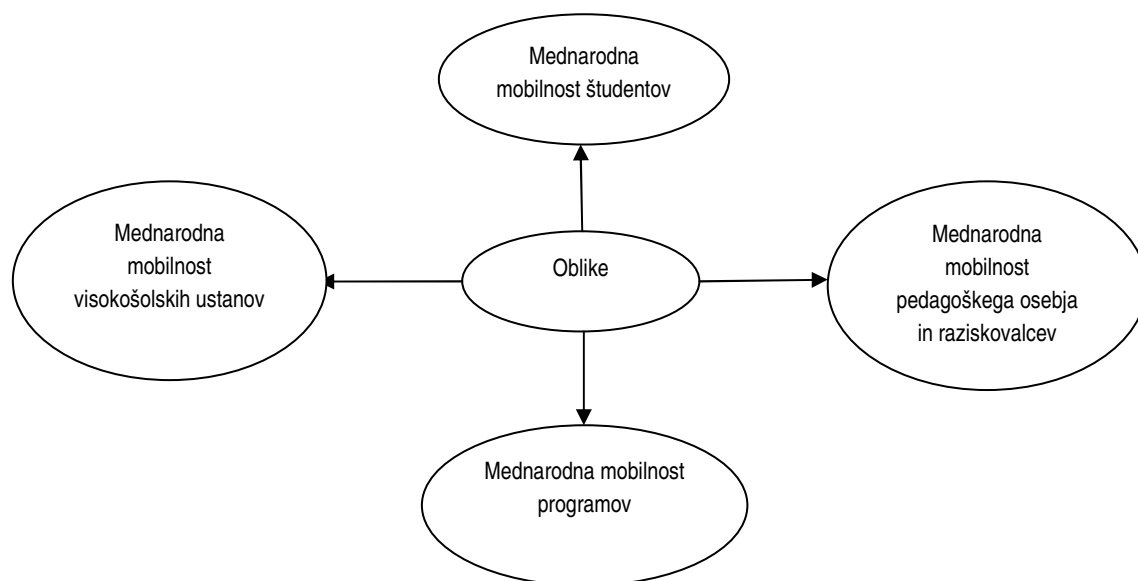 Mednarodna
mobilnost študentov
Mednarodna
mobilnost
visokošolskih ustanov
Oblike
Mednarodna
mobilnost
pedagoškega osebja
in raziskovalcev
Mednarodna mobilnost
programov